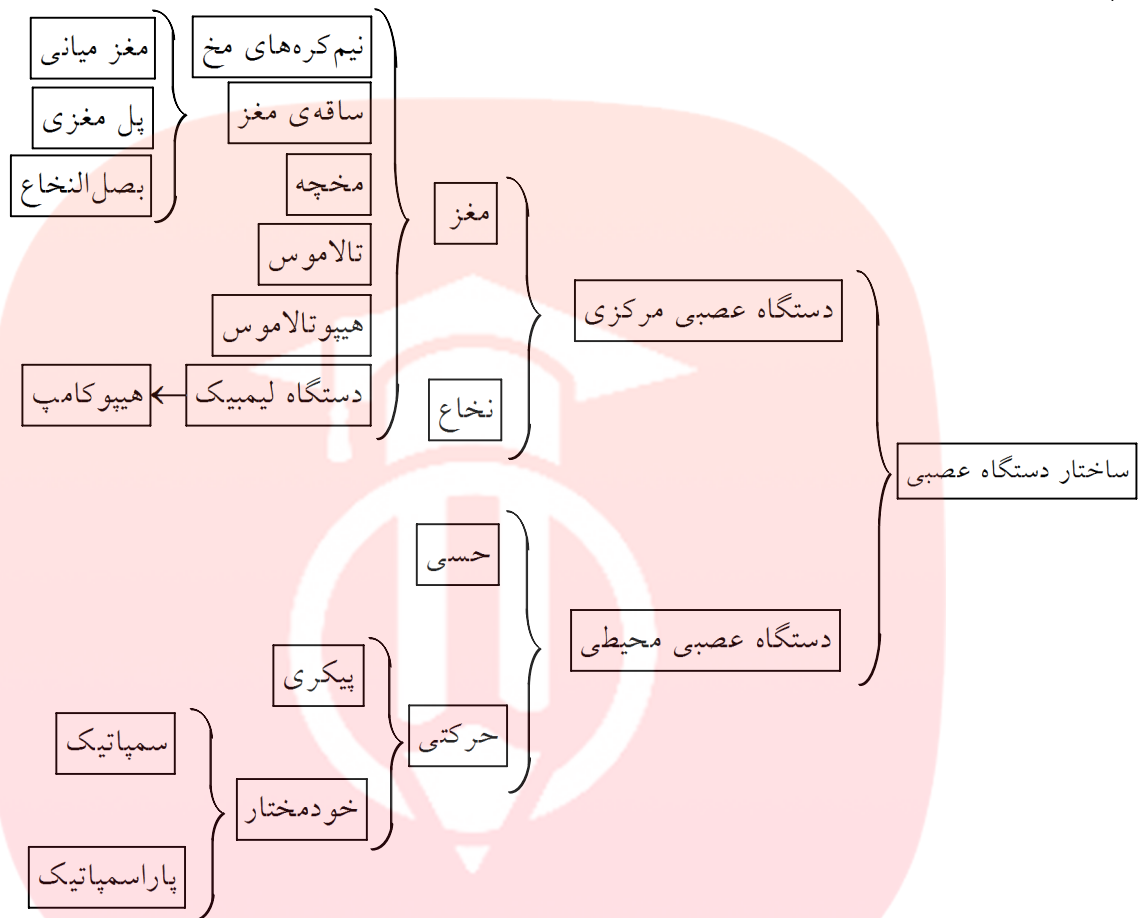 ساختار دستگاه عصبی
دستگاه عصبی مرکزی
مغز
نیم‌کره‌های مخ
ساقه‌ی مغز
مغز میانی
پل مغزی
بصل‌النخاع
مخچه
تالاموس
هیپوتالاموس
دستگاه لیمبیک
هیپوکامپ
نخاع
دستگاه عصبی محیطی
حسی
حرکتی
پیکری
خودمختار
سمپاتیک
پاراسمپاتیک